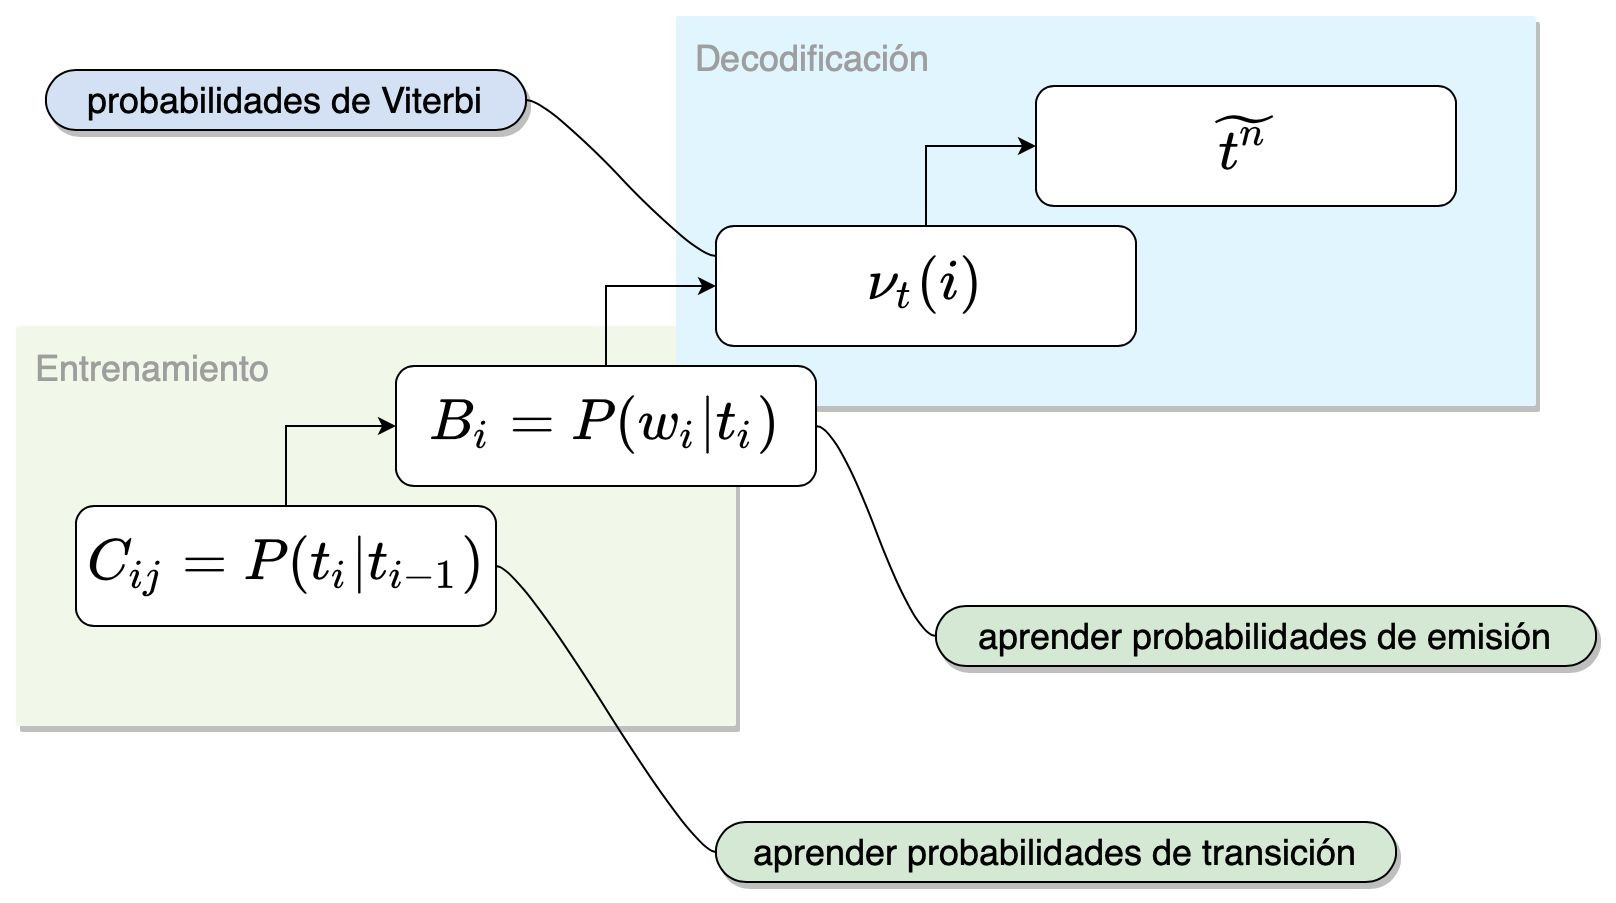 Decodificación
probabilidades de Viterbi
$\widetilde{t^n}$
$\nu_t(i)$
Entrenamiento
$B_i = P(w_i|t_i)$
$C_{ij} = P(t_i|t_{i-1})$
aprender probabilidades de emisión
aprender probabilidades de transición